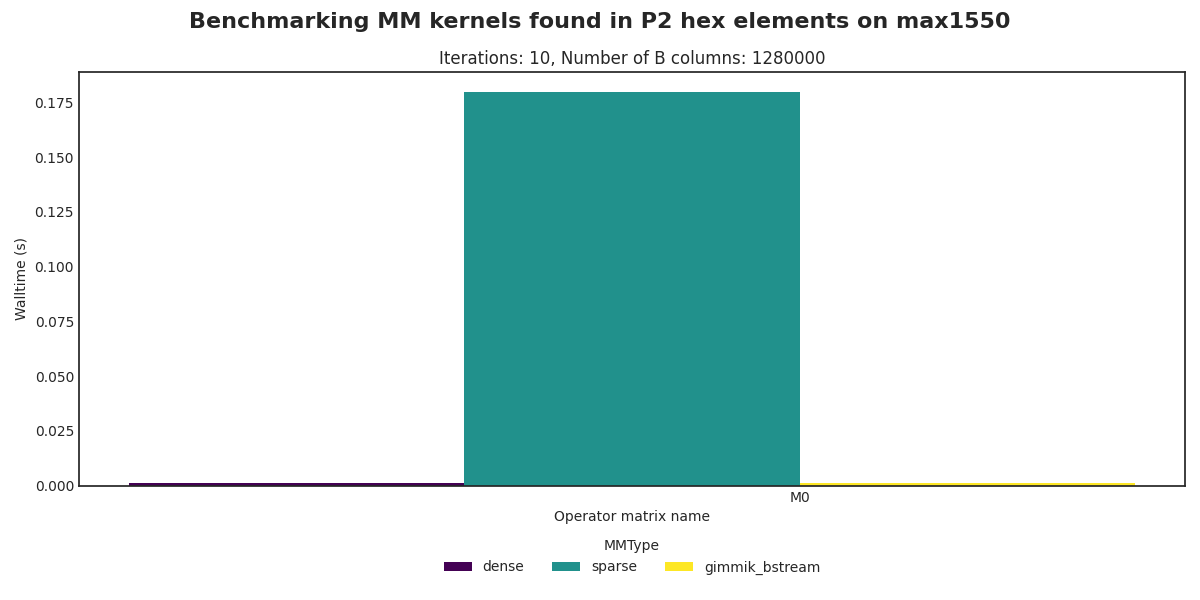 Benchmarking MM kernels found in P2 hex elements on max1550
Iterations: 10, Number of B columns: 1280000
0.175
0.150
0.125
0.100
0.075
0.050
0.025
0.000
Walltime (s)
M0
Operator matrix name
MMType
dense sparse gimmik_bstream